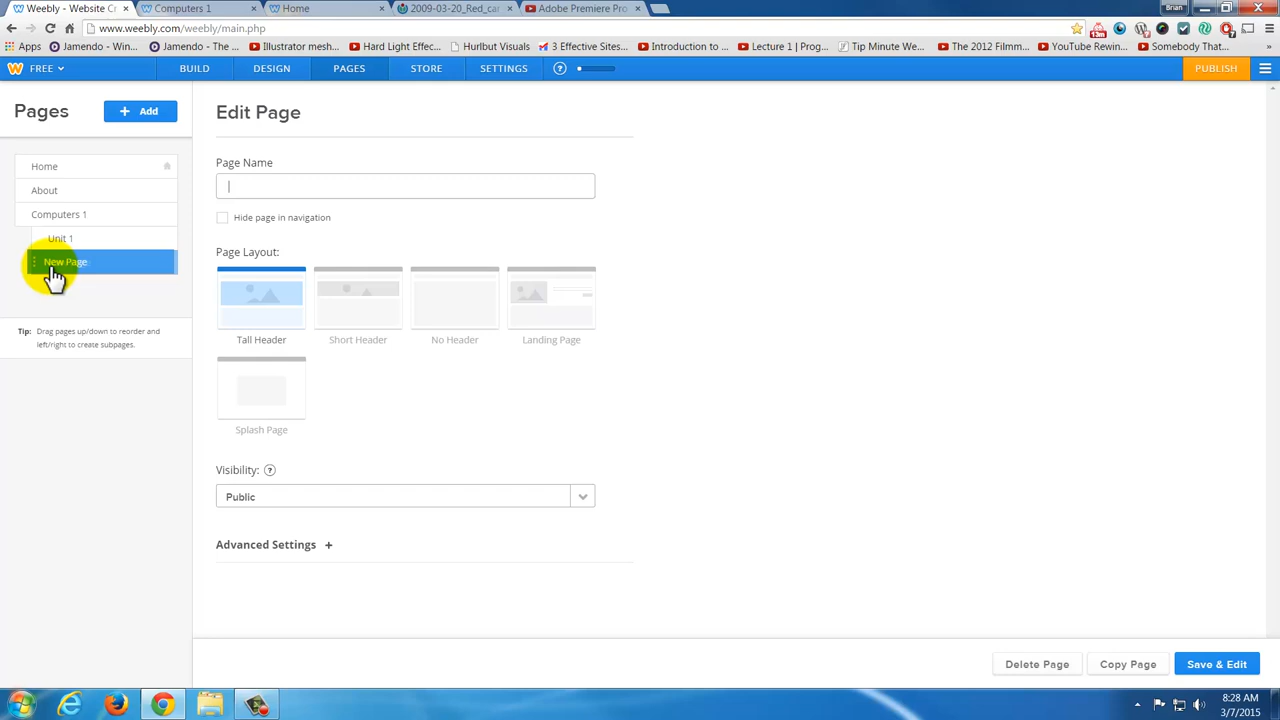 Weebly - Website Cr
Computers 1
Home
2009-03-20_Red_car
Adobe Premiere Pro
Brian
www.weebly.com/weebly/main.php
13m
Apps
Jamendo - Win...
Jamendo - The ...
Illustrator mesh...
Hard Light Effec...
Hurlbut Visuals
3 Effective Sites...
Introduction to ...
Lecture 1 | Prog...
Tip Minute We...
The 2012 Filmm...
YouTube Rewin...
Somebody That...
FREE
BUILD
DESIGN
PAGES
STORE
SETTINGS
?
PUBLISH
Pages
+ Add
Home
About
Computers 1
Unit 1
New Page
Tip: Drag pages up/down to reorder and
left/right to create subpages.
Edit Page
Page Name
Hide page in navigation
Page Layout:
Tall Header
Short Header
No Header
Landing Page
Splash Page
Visibility: ?
Public
Advanced Settings +
Delete Page
Copy Page
Save & Edit
8:28 AM
3/7/2015